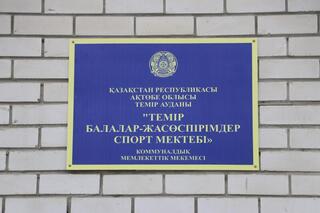 ҚАЗАҚСТАН РЕСПУБЛИКАСЫ
АҚТӨБЕ ОБЛЫСЫ
ТЕМІР АУДАНЫ
"ТЕМІР
БАЛАЛАР-ЖАСӨСПІРІМДЕР
СПОРТ МЕКТЕБІ»
КОММУНАЛДЫҚ
МЕМЛЕКЕТТІК МЕКЕМЕСІ